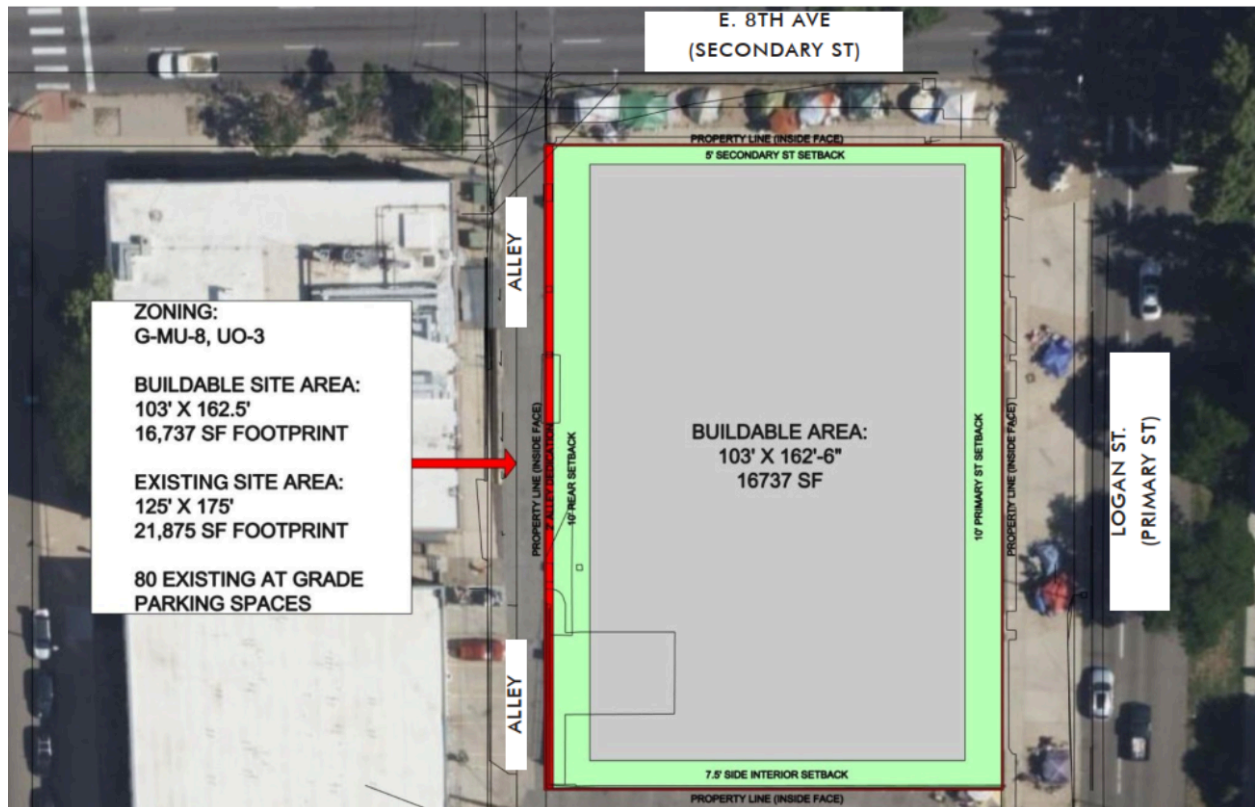 E. 8TH AVE
(SECONDARY ST)
PROPERTY LINE (INSIDE FACE)
5' SECONDARY ST SETBACK
ALLEY
ZONING:
G-MU-8, UO-3
BUILDABLE SITE AREA:
103' X 162.5'
16,737 SF FOOTPRINT
EXISTING SITE AREA:
125' X 175'
21,875 SF FOOTPRINT
80 EXISTING AT GRADE
PARKING SPACES
PROPERTY LINE (INSIDE FACE)
2' ALLEY DEDICATION
10' REAR SETBACK
BUILDABLE AREA:
103' X 162'-6"
16737 SF
10' PRIMARY ST SETBACK
PROPERTY LINE (INSIDE FACE)
LOGAN ST.
(PRIMARY ST)
ALLEY
7.5' SIDE INTERIOR SETBACK
PROPERTY LINE (INSIDE FACE)